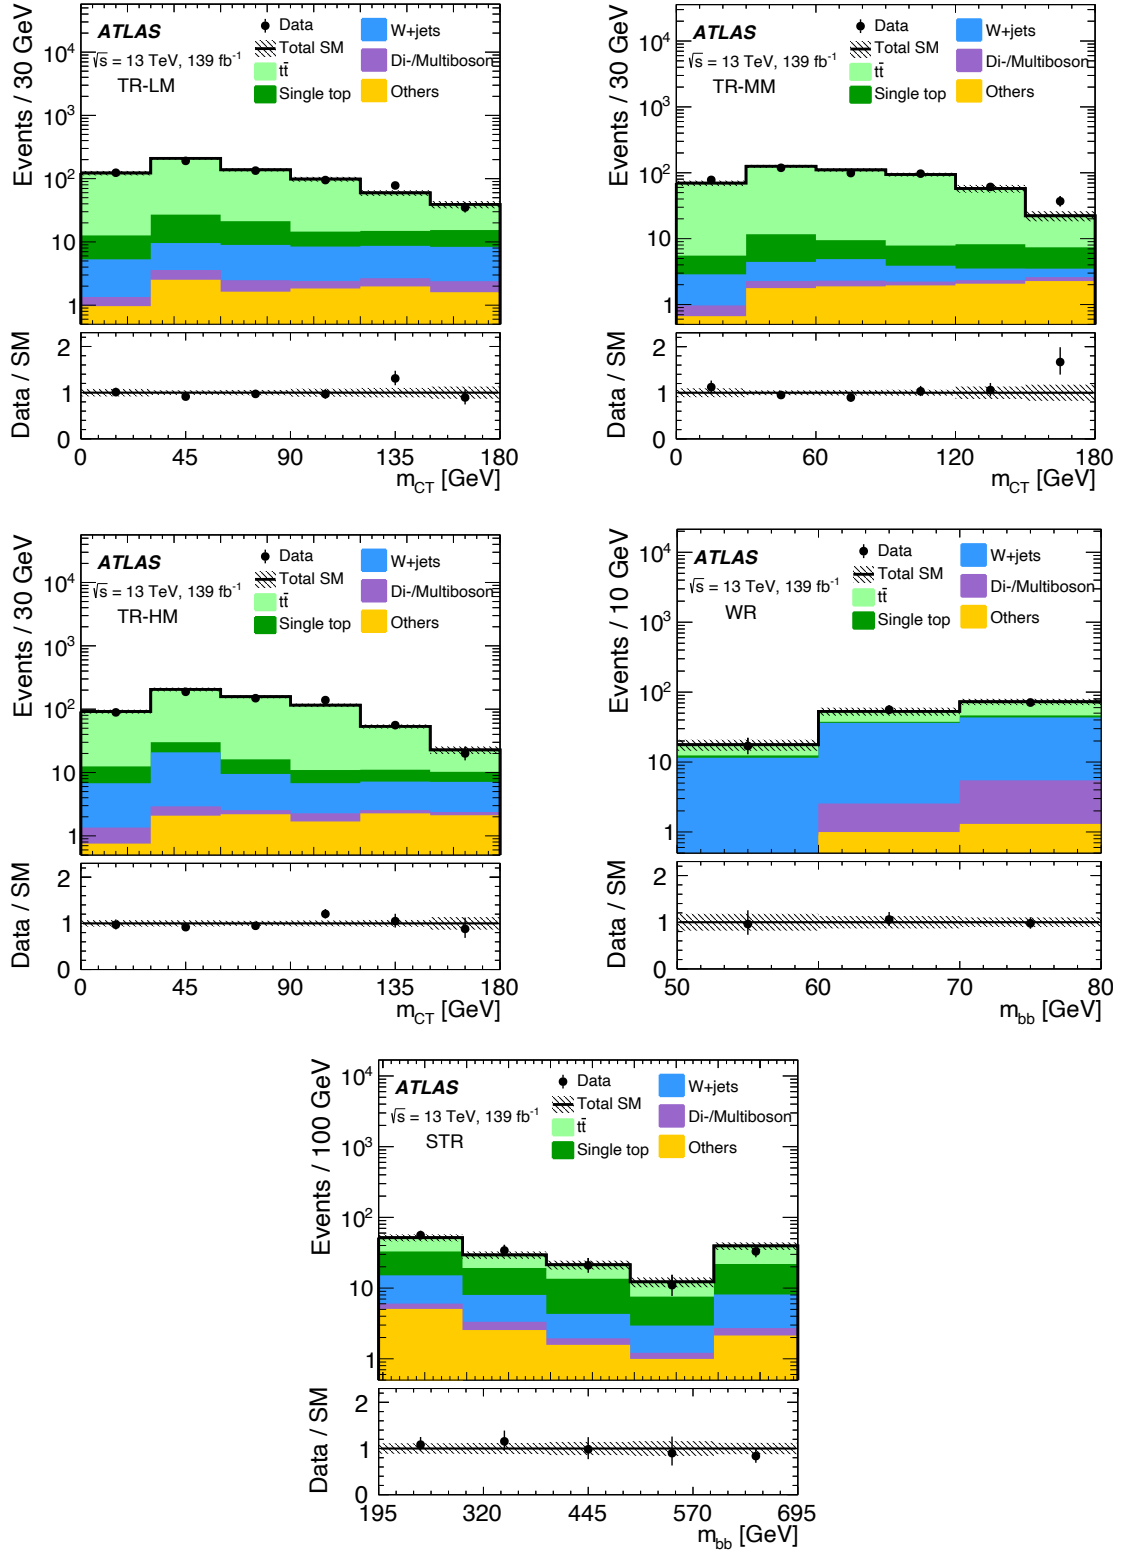 Events / 30 GeV
ATLAS
√s = 13 TeV, 139 fb-1
TR-LM
Data
Total SM
tt̄
Single top
W+jets
Di-/Multiboson
Others
10⁴
10³
10²
10
1
Data / SM
2
1
0
0 45 90 135 180
mCT [GeV]
Events / 30 GeV
ATLAS
√s = 13 TeV, 139 fb-1
TR-MM
Data
Total SM
tt̄
Single top
W+jets
Di-/Multiboson
Others
10⁴
10³
10²
10
1
Data / SM
2
1
0
0 60 120 180
mCT [GeV]
Events / 30 GeV
ATLAS
√s = 13 TeV, 139 fb-1
TR-HM
Data
Total SM
tt̄
Single top
W+jets
Di-/Multiboson
Others
10⁴
10³
10²
10
1
Data / SM
2
1
0
0 45 90 135 180
mCT [GeV]
Events / 10 GeV
ATLAS
√s = 13 TeV, 139 fb-1
WR
Data
Total SM
tt̄
Single top
W+jets
Di-/Multiboson
Others
10⁴
10³
10²
10
1
Data / SM
2
1
0
50 60 70 80
mbb [GeV]
Events / 100 GeV
ATLAS
√s = 13 TeV, 139 fb-1
STR
Data
Total SM
tt̄
Single top
W+jets
Di-/Multiboson
Others
10⁴
10³
10²
10
1
Data / SM
2
1
0
195 320 445 570 695
mbb [GeV]